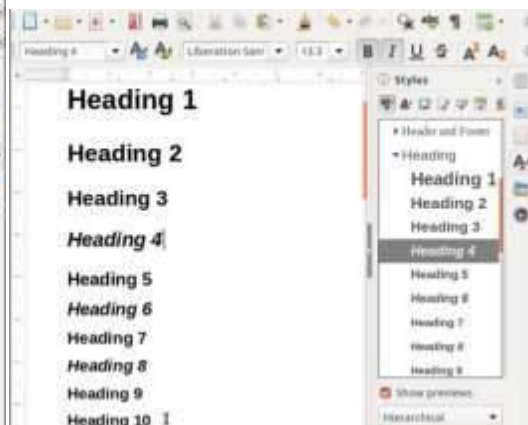 Heading 4 Liberation Sans 13.3 B I U S A A
Styles
Heading 1
Heading 2
Heading 3
Heading 4
Heading 5
Heading 6
Heading 7
Heading 8
Heading 9
Heading 10
Header and Footer
Heading
Heading 1
Heading 2
Heading 3
Heading 4
Heading 5
Heading 6
Heading 7
Heading 8
Heading 9
Show previews
Hierarchical